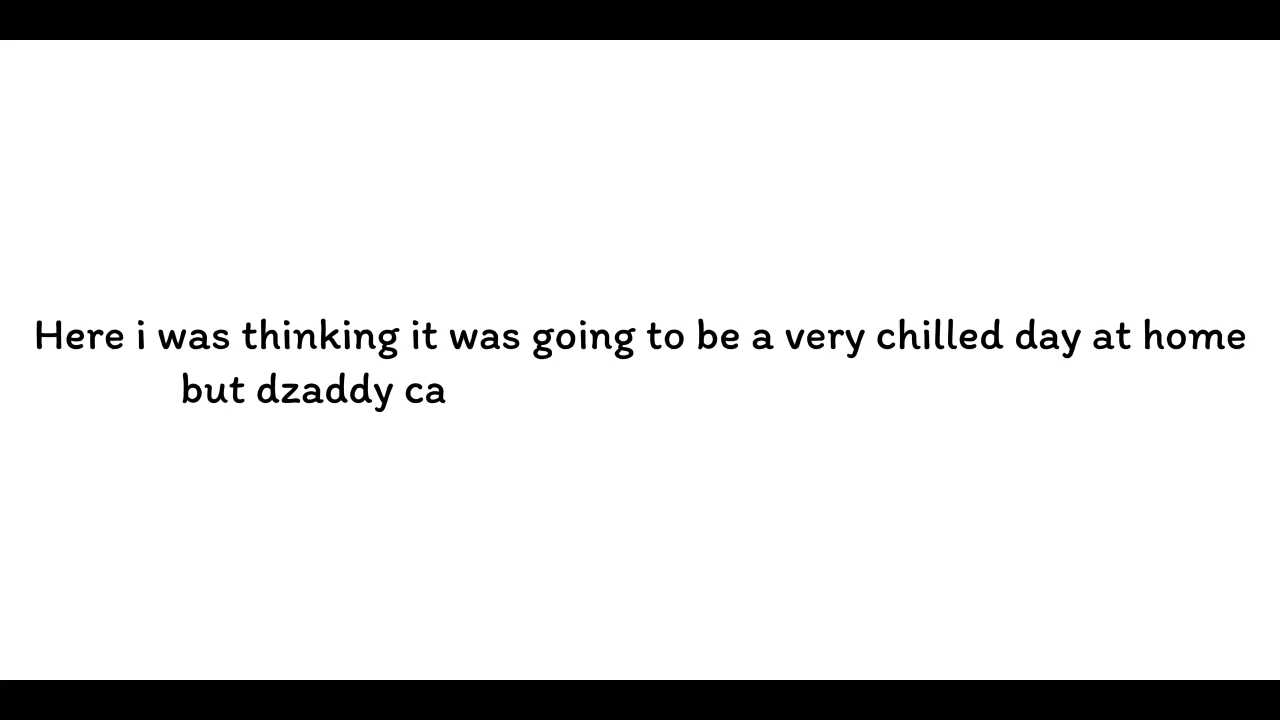 Here i was thinking it was going to be a very chilled day at home
but dzaddy ca